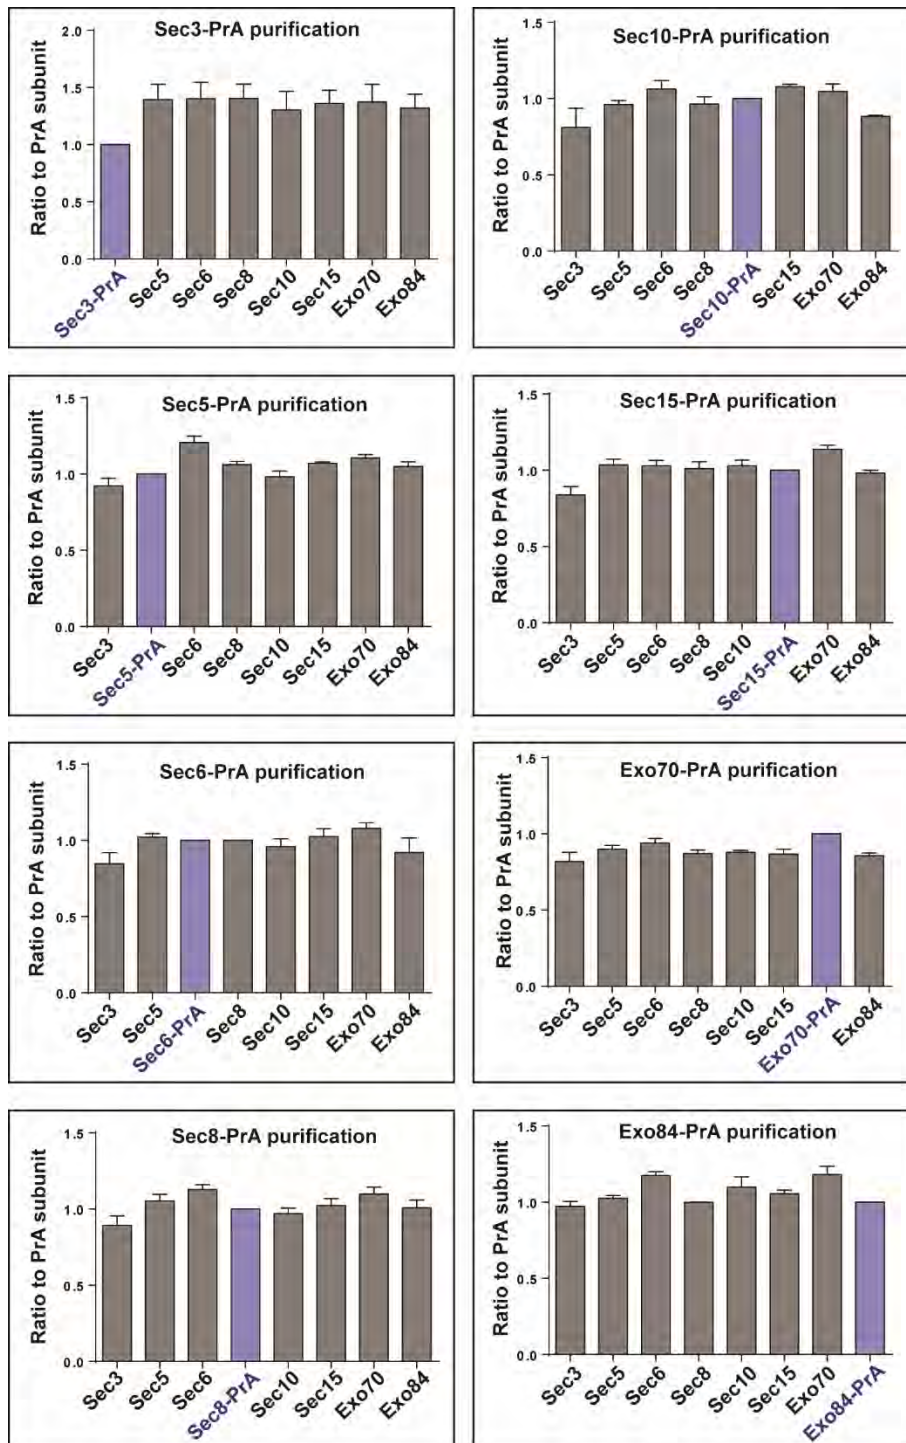 Sec3-PrA purification
Ratio to PrA subunit
2.0
1.5
1.0
0.5
0.0
Sec3-PrA Sec5 Sec6 Sec8 Sec10 Sec15 Exo70 Exo84
Sec10-PrA purification
Ratio to PrA subunit
1.5
1.0
0.5
0.0
Sec3 Sec5 Sec6 Sec8 Sec10-PrA Sec15 Exo70 Exo84
Sec5-PrA purification
Ratio to PrA subunit
1.5
1.0
0.5
0.0
Sec3 Sec5-PrA Sec6 Sec8 Sec10 Sec15 Exo70 Exo84
Sec15-PrA purification
Ratio to PrA subunit
1.5
1.0
0.5
0.0
Sec3 Sec5 Sec6 Sec8 Sec10 Sec15-PrA Exo70 Exo84
Sec6-PrA purification
Ratio to PrA subunit
1.5
1.0
0.5
0.0
Sec3 Sec5 Sec6-PrA Sec8 Sec10 Sec15 Exo70 Exo84
Exo70-PrA purification
Ratio to PrA subunit
1.5
1.0
0.5
0.0
Sec3 Sec5 Sec6 Sec8 Sec10 Sec15 Exo70-PrA Exo84
Sec8-PrA purification
Ratio to PrA subunit
1.5
1.0
0.5
0.0
Sec3 Sec5 Sec6 Sec8-PrA Sec10 Sec15 Exo70 Exo84
Exo84-PrA purification
Ratio to PrA subunit
1.5
1.0
0.5
0.0
Sec3 Sec5 Sec6 Sec8 Sec10 Sec15 Exo70 Exo84-PrA